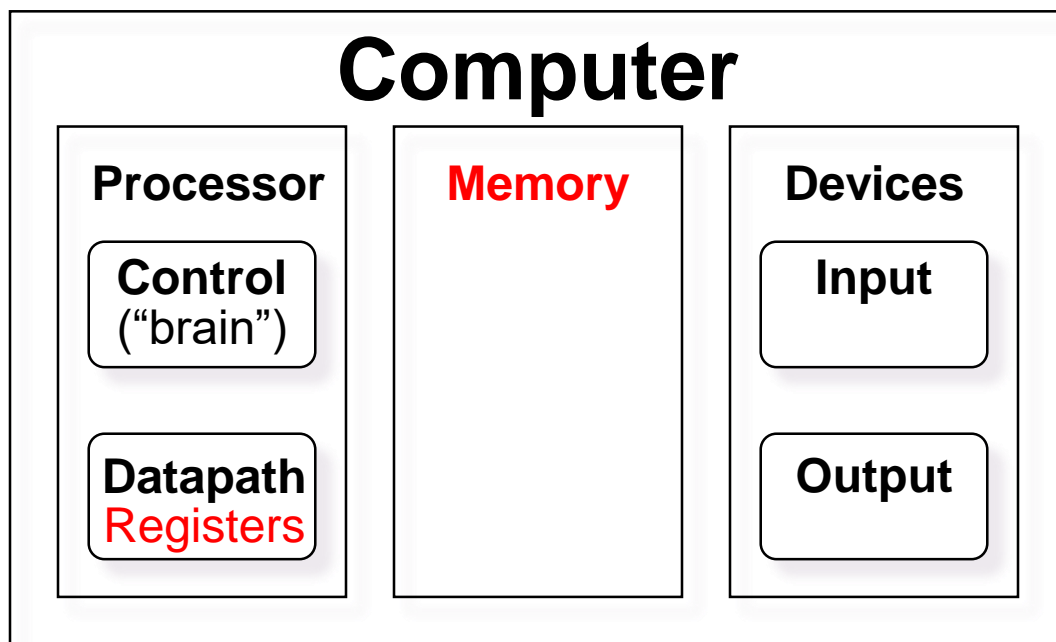 Computer
Processor
Control
(“brain”)
Datapath
Registers
Memory
Devices
Input
Output